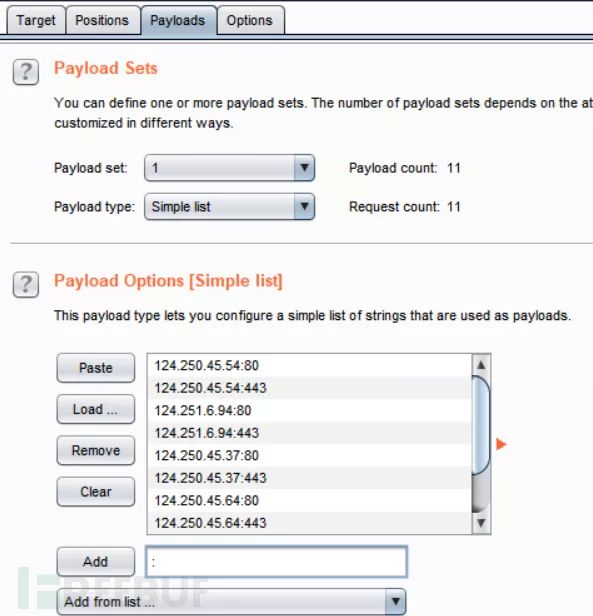 Target Positions Payloads Options
? Payload Sets
You can define one or more payload sets. The number of payload sets depends on the at
customized in different ways.
Payload set: 1 Payload count: 11
Payload type: Simple list Request count: 11
? Payload Options [Simple list]
This payload type lets you configure a simple list of strings that are used as payloads.
Paste
Load ...
Remove
Clear
124.250.45.54:80
124.250.45.54:443
124.251.6.94:80
124.251.6.94:443
124.250.45.37:80
124.250.45.37:443
124.250.45.64:80
124.250.45.64:443
Add :
Add from list ...